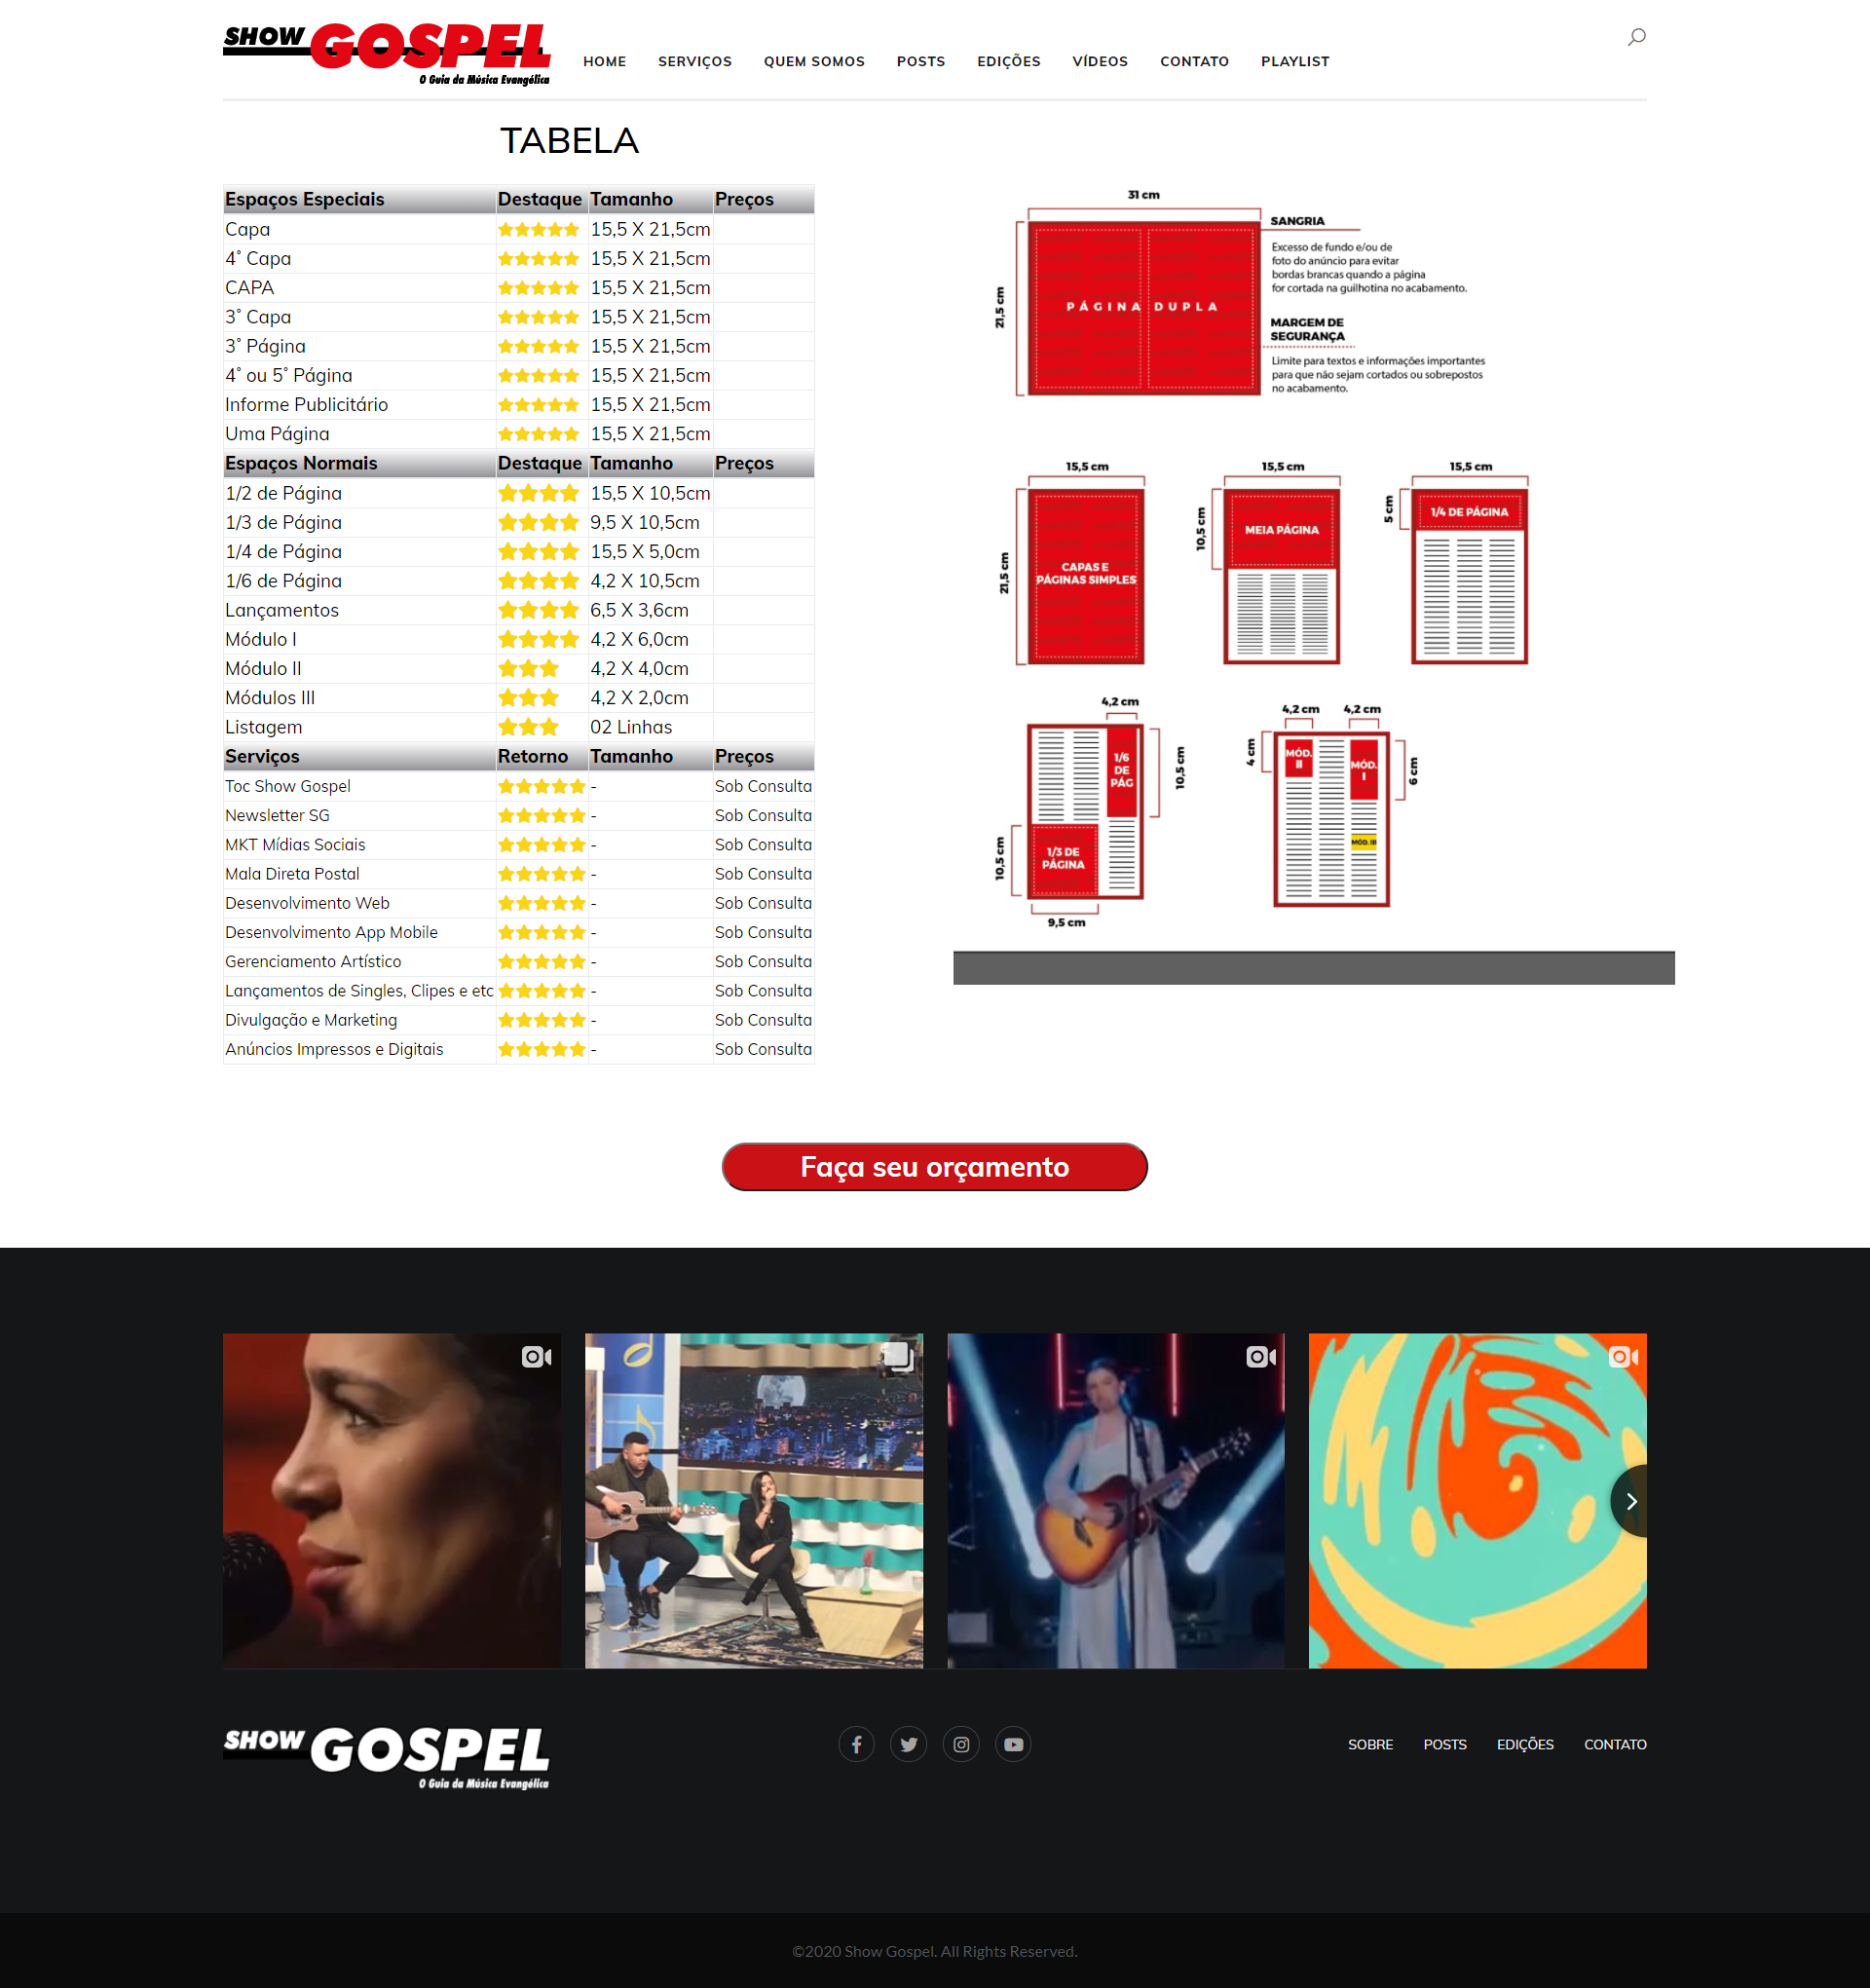 SHOW GOSPEL
O Guia da Música Evangélica
HOME SERVIÇOS QUEM SOMOS POSTS EDIÇÕES VÍDEOS CONTATO PLAYLIST
TABELA
Espaços Especiais Destaque Tamanho Preços
Capa 15,5 X 21,5cm
4° Capa 15,5 X 21,5cm
CAPA 15,5 X 21,5cm
3° Capa 15,5 X 21,5cm
3° Página 15,5 X 21,5cm
4° ou 5° Página 15,5 X 21,5cm
Informe Publicitário 15,5 X 21,5cm
Uma Página 15,5 X 21,5cm
Espaços Normais Destaque Tamanho Preços
1/2 de Página 15,5 X 10,5cm
1/3 de Página 9,5 X 10,5cm
1/4 de Página 15,5 X 5,0cm
1/6 de Página 4,2 X 10,5cm
Lançamentos 6,5 X 3,6cm
Módulo I 4,2 X 6,0cm
Módulo II 4,2 X 4,0cm
Módulos III 4,2 X 2,0cm
Listagem 02 Linhas
Serviços Retorno Tamanho Preços
Toc Show Gospel - Sob Consulta
Newsletter SG - Sob Consulta
MKT Mídias Sociais - Sob Consulta
Mala Direta Postal - Sob Consulta
Desenvolvimento Web - Sob Consulta
Desenvolvimento App Mobile - Sob Consulta
Gerenciamento Artístico - Sob Consulta
Lançamentos de Singles, Clipes e etc - Sob Consulta
Divulgação e Marketing - Sob Consulta
Anúncios Impressos e Digitais - Sob Consulta
31 cm
21,5 cm
PÁGINA DUPLA
SANGRIA
Excesso de fundo e/ou de
foto do anúncio para evitar
bordas brancas quando a página
for cortada na guilhotina no acabamento.
MARGEM DE
SEGURANÇA
Limite para textos e informações importantes
para que não sejam cortados ou sobrepostos
no acabamento.
15,5 cm
21,5 cm
CAPAS E
PÁGINAS SIMPLES
15,5 cm
10,5 cm
MEIA PÁGINA
15,5 cm
5 cm
1/4 DE PÁGINA
4,2 cm
1/6
DE
PÁG
10,5 cm
10,5 cm
1/3 DE
PÁGINA
9,5 cm
4,2 cm 4,2 cm
4 cm
MÓD.
II
MÓD.
I
6 cm
MÓD. III
Faça seu orçamento
SHOW GOSPEL
O Guia da Música Evangélica
SOBRE POSTS EDIÇÕES CONTATO
©2020 Show Gospel. All Rights Reserved.